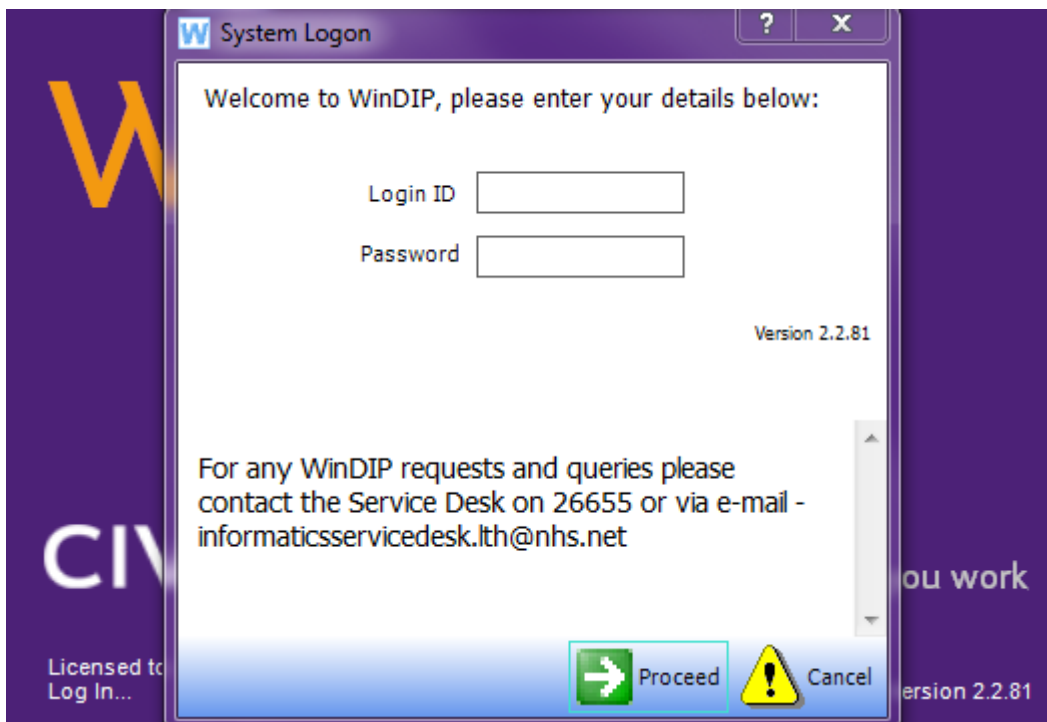 W System Logon ? X
Welcome to WinDIP, please enter your details below:
Login ID
Password
Version 2.2.81
For any WinDIP requests and queries please
contact the Service Desk on 26655 or via e-mail -
informaticsservicedesk.lth@nhs.net
Proceed Cancel
W
CIV
ou work
Licensed to
Log In...
ersion 2.2.81